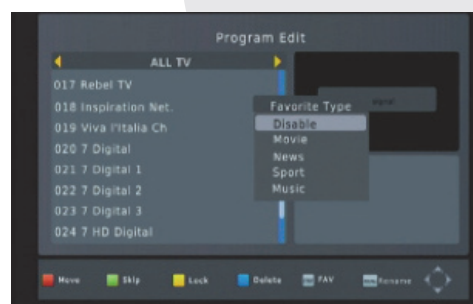 Program Edit
ALL TV
017 Rebel TV
018 Inspiration Net.
019 Viva l'Italia Ch
020 7 Digital
021 7 Digital 1
022 7 Digital 2
023 7 Digital 3
024 7 HD Digital
Favorite Type
Disable
Movie
News
Sport
Music
Move Skip Lock Delete FAV Rename